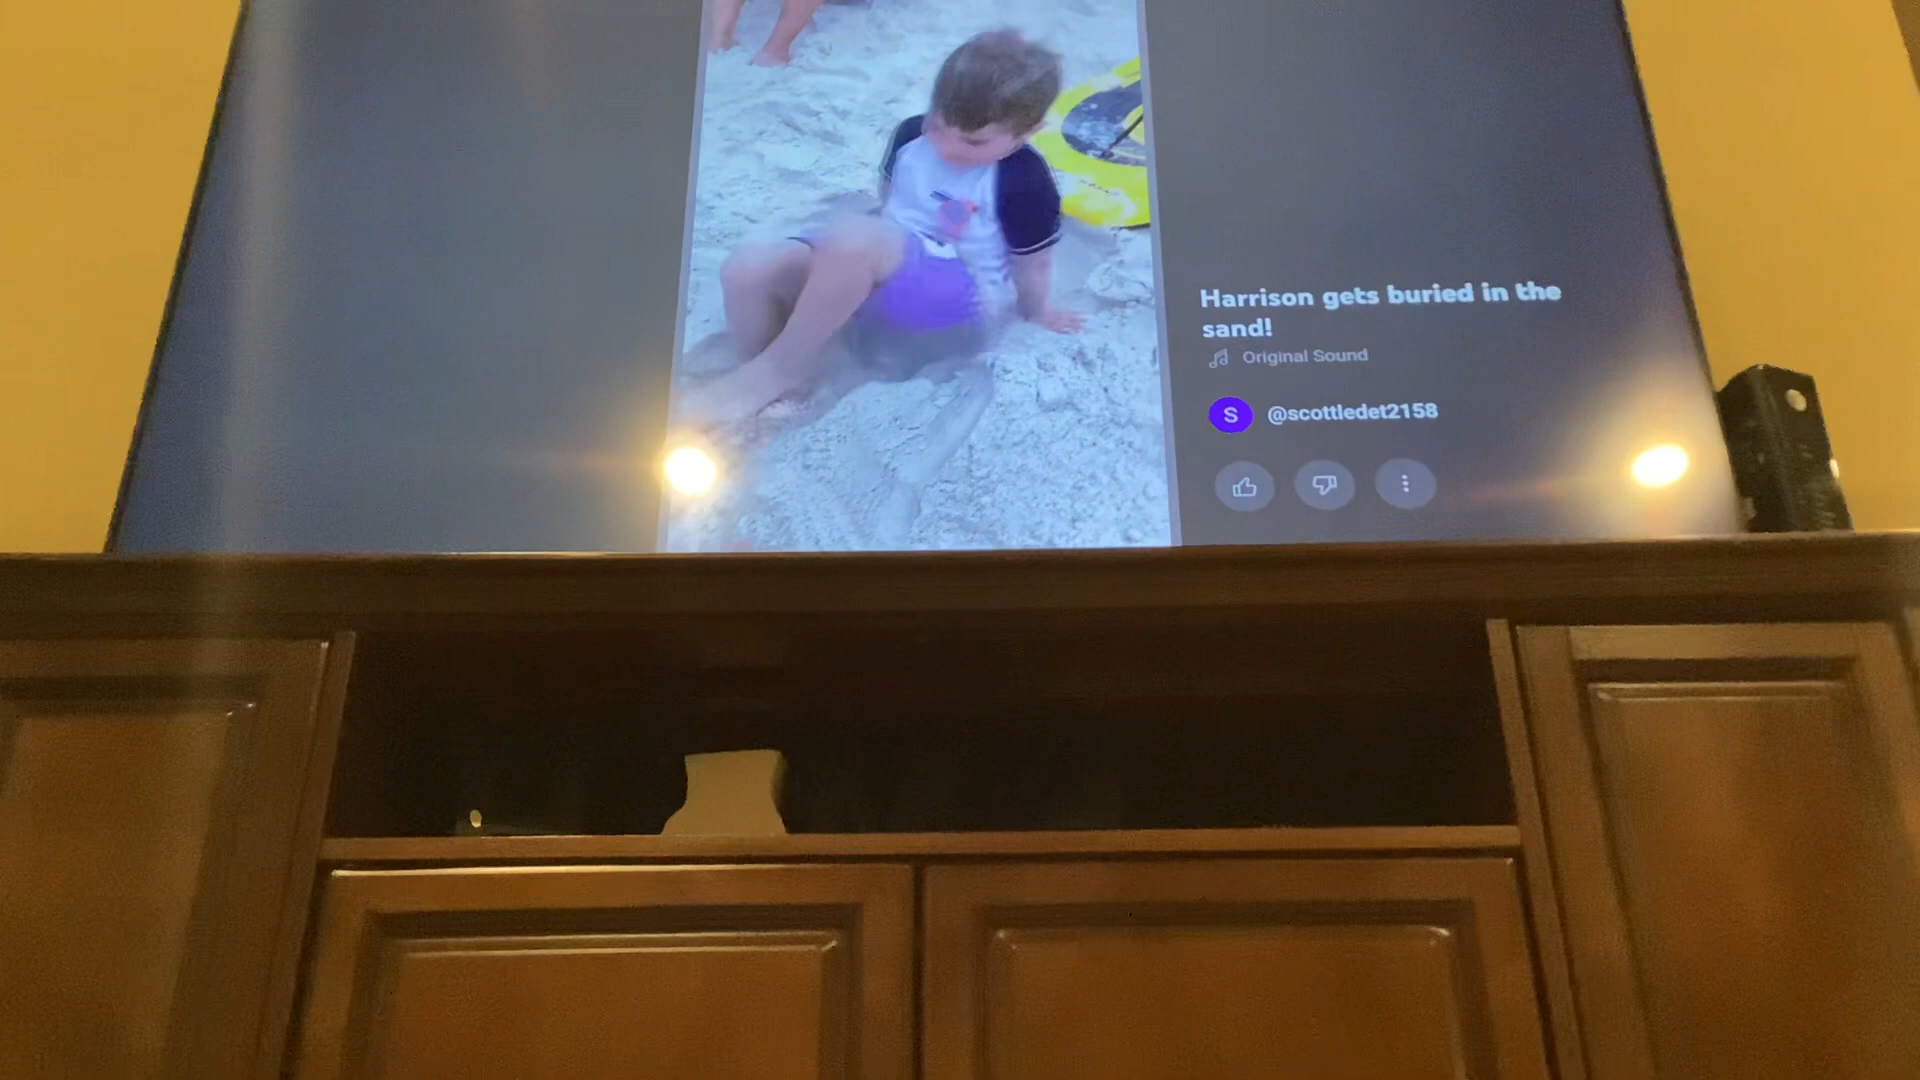 Harrison gets buried in the
sand!
Original Sound
S
@scottledet2158